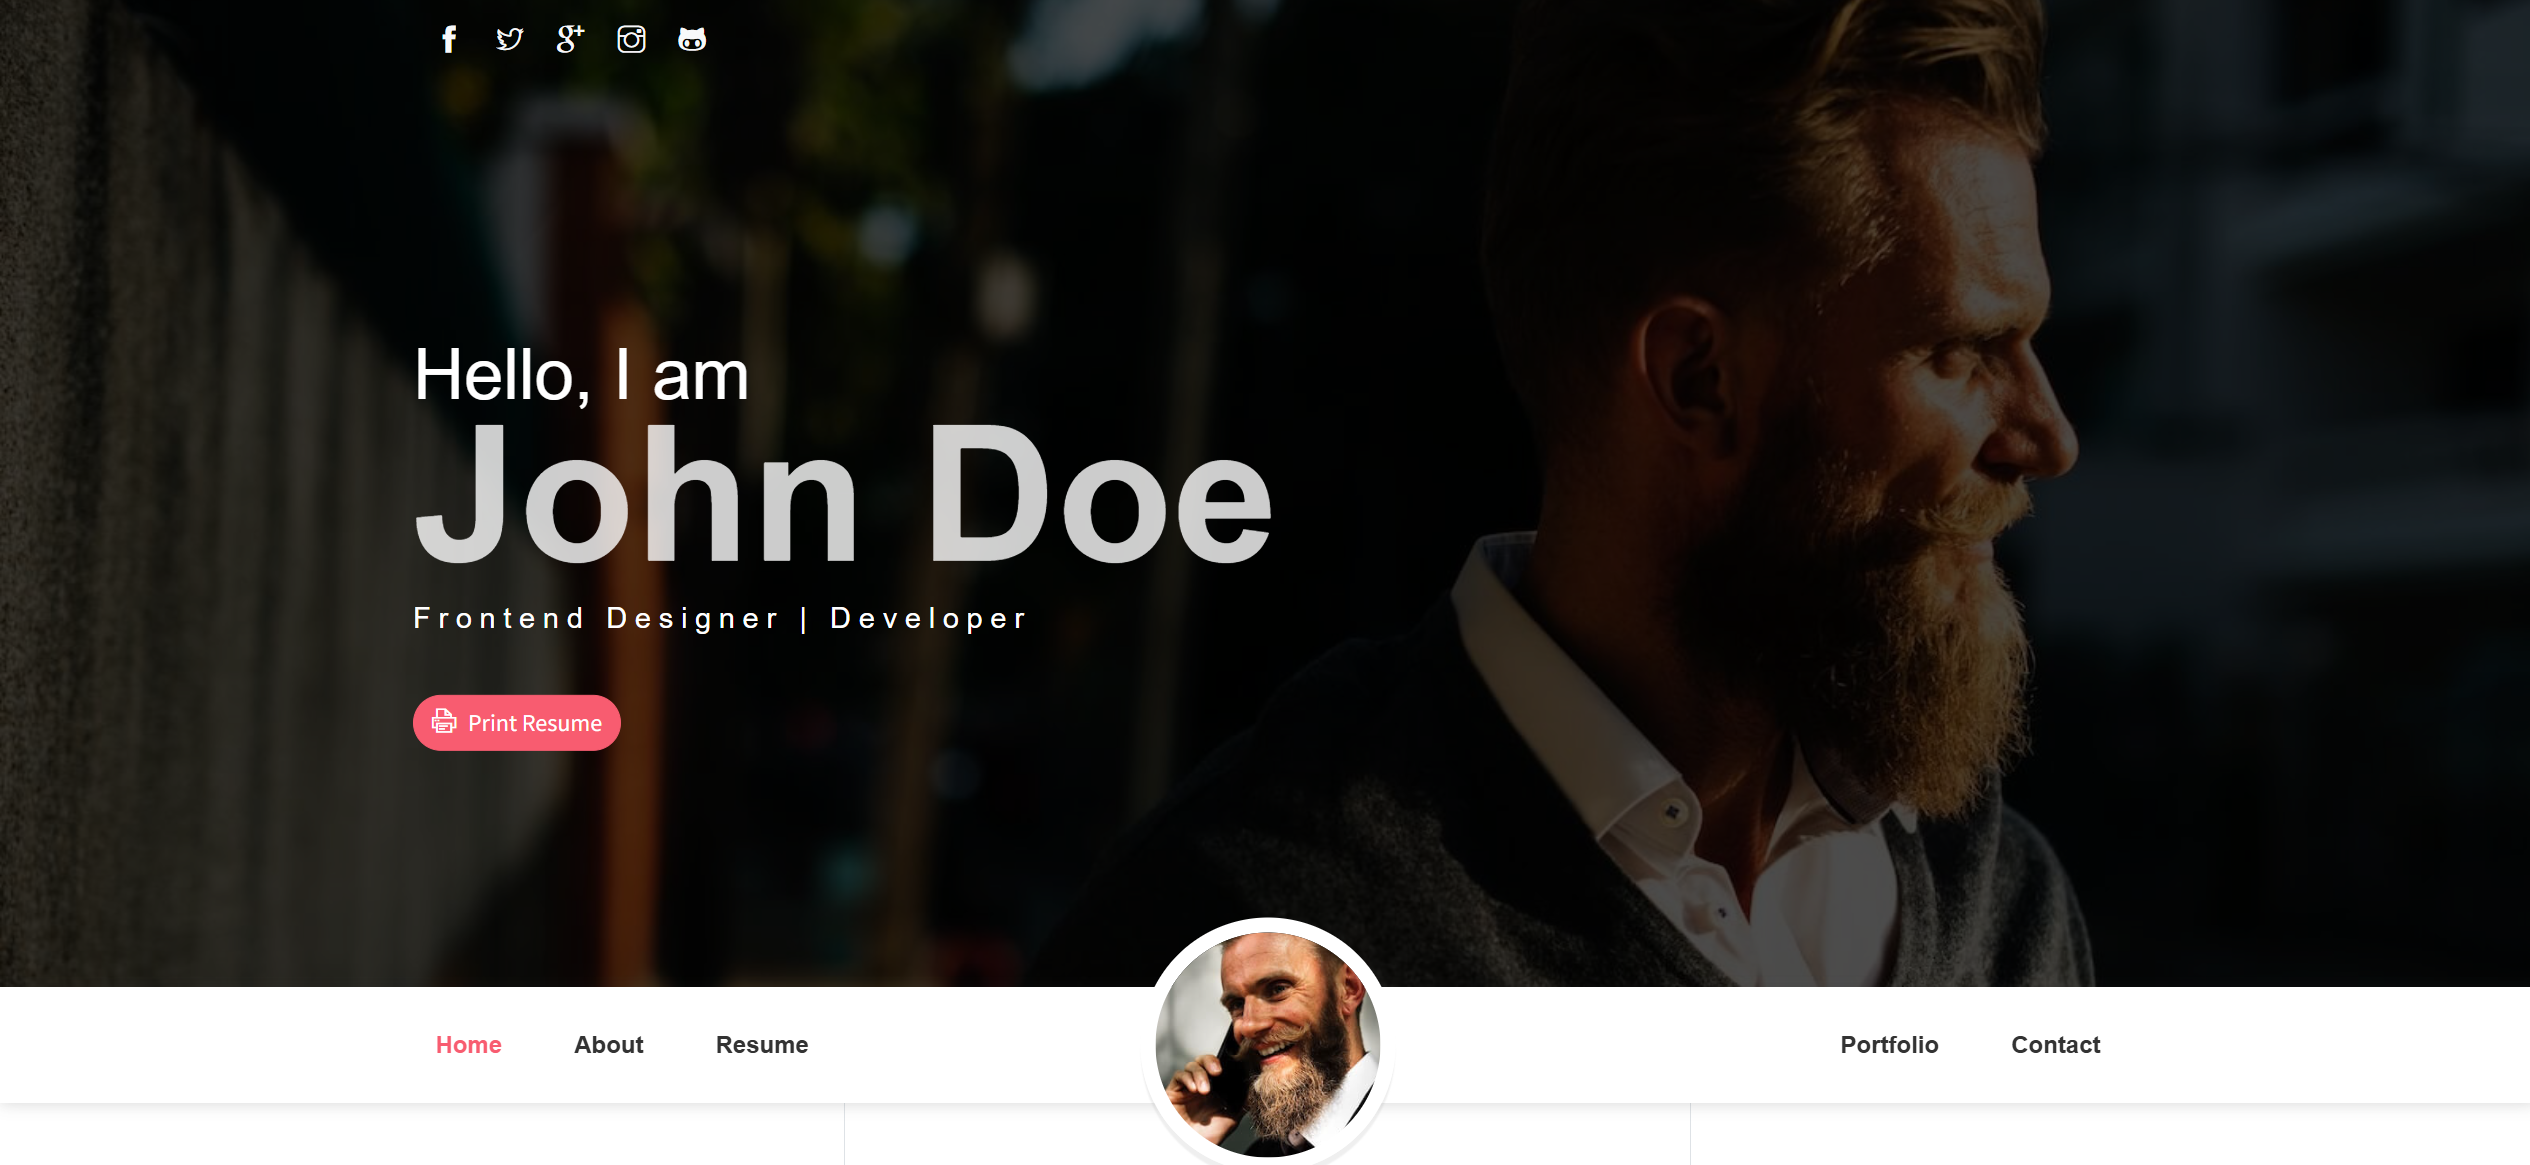 Hello, I am
John Doe
Frontend Designer | Developer
Print Resume
Home About Resume Portfolio Contact